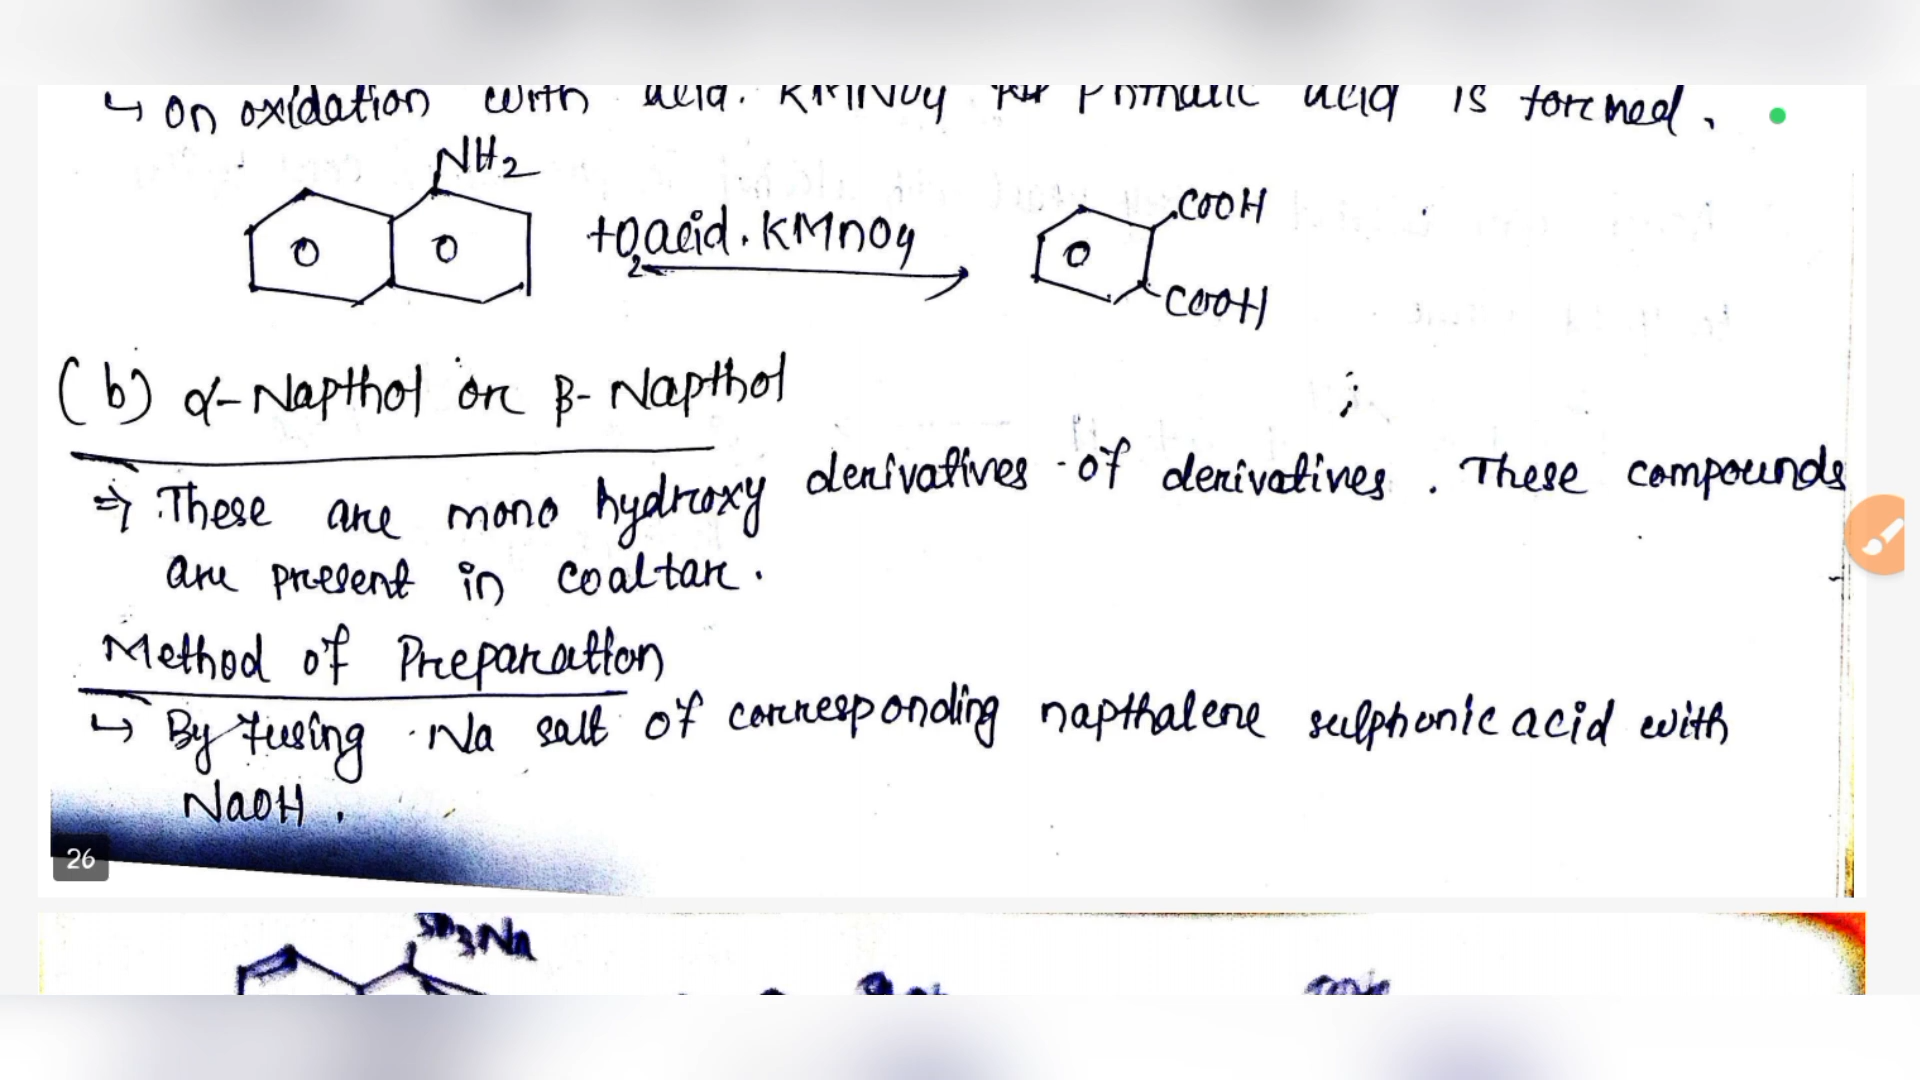 ↳ on oxidation with acid. KMNO4 Phthalic acid is formed.
NH2
+O2 acid. KMnO4
COOH
COOH
(b) α-Napthol or β-Napthol
⇒ These are mono hydroxy derivatives of derivatives. These compounds
are present in coaltar.
Method of Preparation
↳ By fusing Na salt of corresponding napthalene sulphonic acid with
NaOH.
26
SO3Na